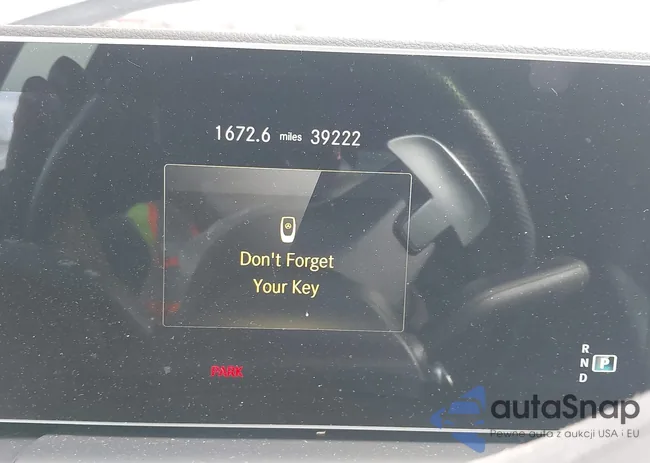 1672.6 miles 39222
Don't Forget
Your Key
PARK
R
N P
D
autaSnap
Pewne auta z aukcji USA i EU